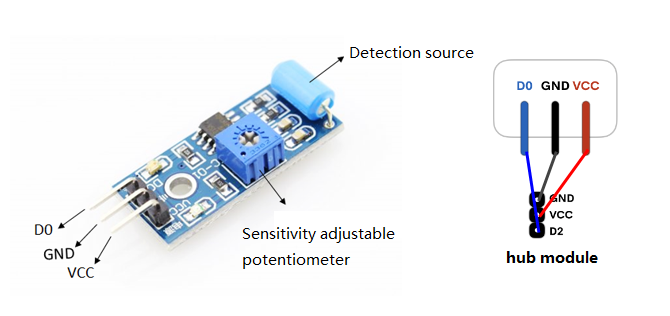 Detection source
D0
GND
VCC
Sensitivity adjustable
potentiometer
D0 GND VCC
GND
VCC
D2
hub module